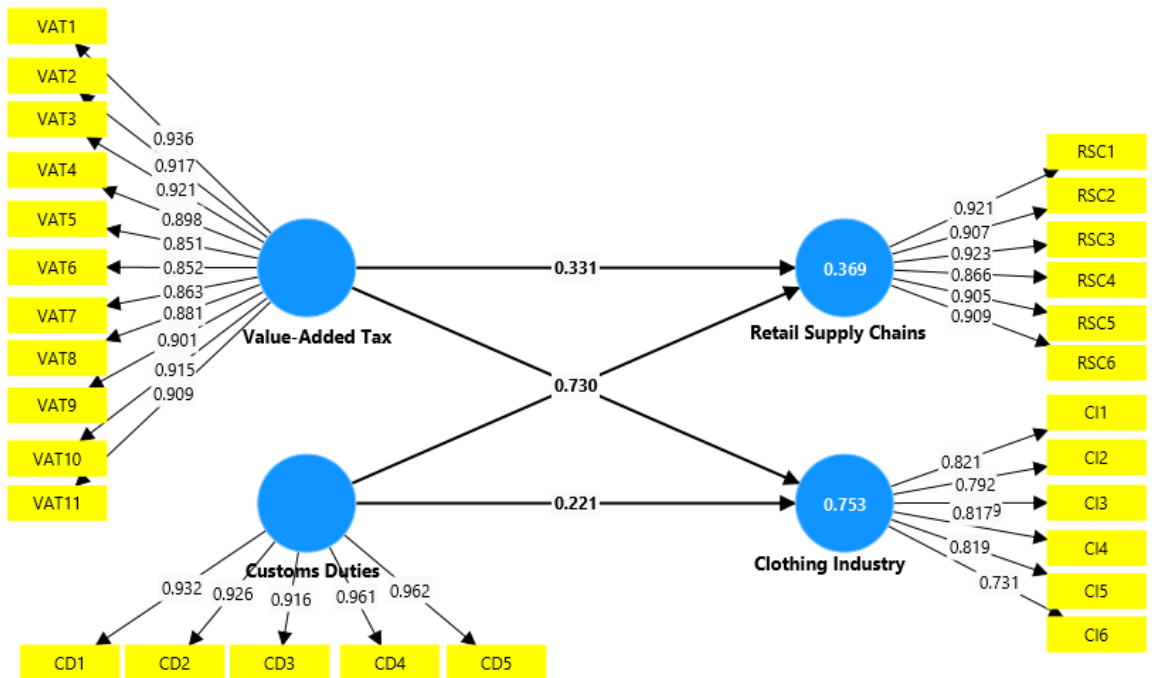 VAT1
VAT2
VAT3
VAT4
VAT5
VAT6
VAT7
VAT8
VAT9
VAT10
VAT11
0.936
0.917
0.921
0.898
0.851
0.852
0.863
0.881
0.901
0.915
0.909
Value-Added Tax
0.331
0.730
0.221
0.369
Retail Supply Chains
0.921
0.907
0.923
0.866
0.905
0.909
RSC1
RSC2
RSC3
RSC4
RSC5
RSC6
0.753
Clothing Industry
0.821
0.792
0.817
0.819
0.731
CI1
CI2
CI3
CI4
CI5
CI6
Customs Duties
0.932
0.926
0.916
0.961
0.962
CD1
CD2
CD3
CD4
CD5